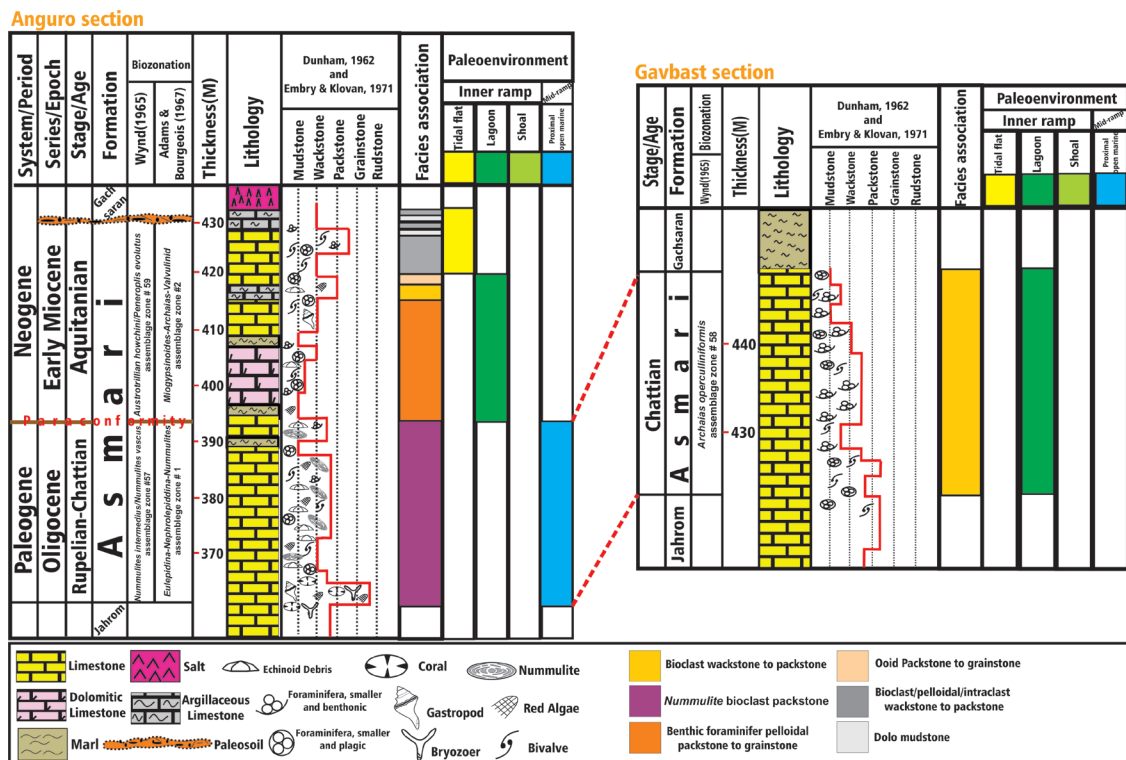 Anguro section
System/Period
Series/Epoch
Stage/Age
Formation
Biozonation
Wynd(1965)
Adams &
Bourgeois (1967)
Thickness(M)
Lithology
Dunham, 1962
and
Embry & Klovan, 1971
Mudstone
Wackstone
Packstone
Grainstone
Rudstone
Facies association
Paleoenvironment
Inner ramp
Mid-ramp
Tidal flat
Lagoon
Shoal
Proximal
open marine
Neogene
Early Miocene
Aquitanian
Gach
saran
Asmari
Austrotrillian howchini/Peneroplis evolutus
assemblage zone # 59
Miogypsinoides-Archaias-Valvulinid
assemblage zone #2
430
420
410
400
390
380
370
Paraconformity
Paleogene
Oligocene
Rupelian-Chattian
Nummulites intermedius/Nummulites vascus
assemblage zone #57
Eulepidina-Nephrolepidina-Nummulites
assemblege zone # 1
Jahrom
Gavbast section
Stage/Age
Formation
Biozonation
Wynd(1965)
Thickness(M)
Lithology
Dunham, 1962
and
Embry & Klovan, 1971
Mudstone
Wackstone
Packstone
Grainstone
Rudstone
Facies association
Paleoenvironment
Inner ramp
Mid-ramp
Tidal flat
Lagoon
Shoal
Proximal
open marine
Gachsaran
Chattian
Asmari
Archaias operculiniformis
assemblage zone # 58
440
430
Jahrom
Limestone
Salt
Echinoid Debris
Coral
Nummulite
Dolomitic
Limestone
Argillaceous
Limestone
Foraminifera, smaller
and benthonic
Gastropod
Red Algae
Marl
Paleosoil
Foraminifera, smaller
and plagic
Bryozoer
Bivalve
Bioclast wackstone to packstone
Ooid Packstone to grainstone
Nummulite bioclast packstone
Bioclast/pelloidal/intraclast
wackstone to packstone
Benthic foraminifer pelloidal
packstone to grainstone
Dolo mudstone